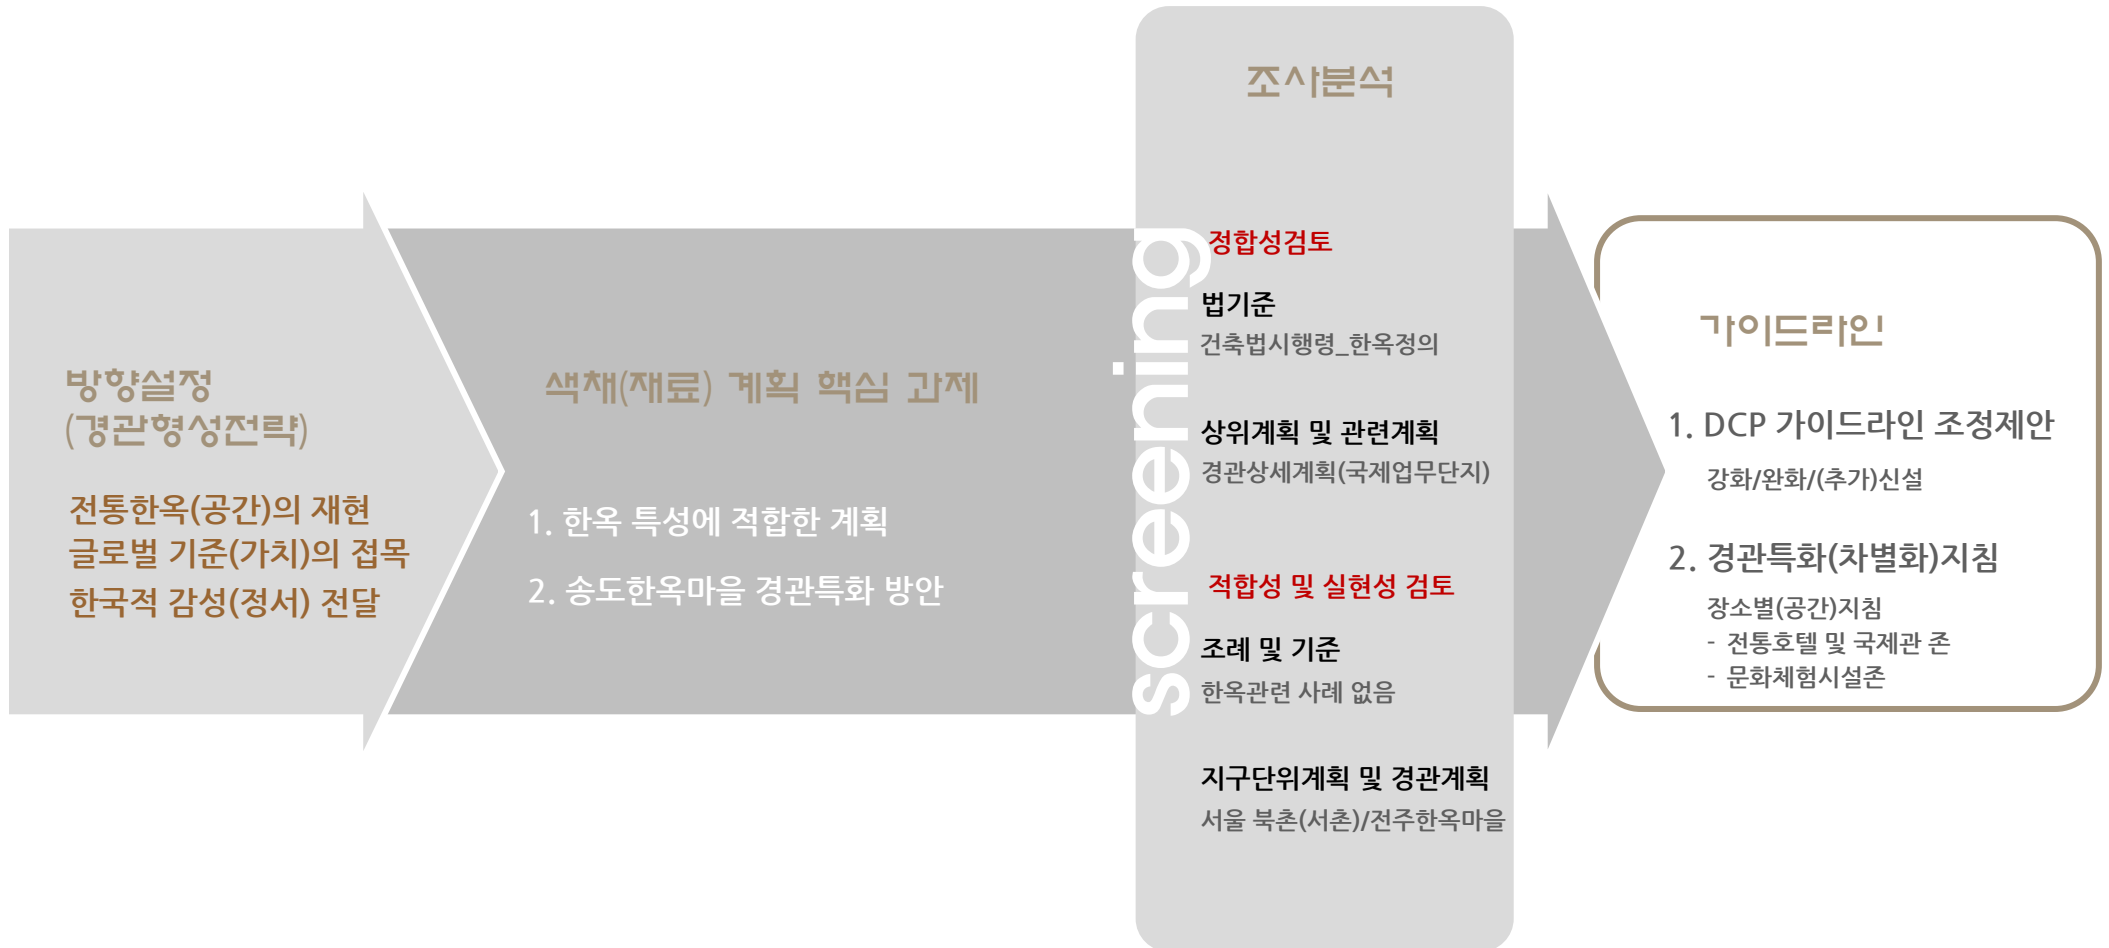 방향설정
(경관형성전략)
전통한옥(공간)의 재현
글로벌 기준(가치)의 접목
한국적 감성(정서) 전달
색채(재료) 계획 핵심 과제
1. 한옥 특성에 적합한 계획
2. 송도한옥마을 경관특화 방안
screening
조사분석
정합성검토
법기준
건축법시행령_한옥정의
상위계획 및 관련계획
경관상세계획(국제업무단지)
적합성 및 실현성 검토
조례 및 기준
한옥관련 사례 없음
지구단위계획 및 경관계획
서울 북촌(서촌)/전주한옥마을
가이드라인
1. DCP 가이드라인 조정제안
강화/완화/(추가)신설
2. 경관특화(차별화)지침
장소별(공간)지침
- 전통호텔 및 국제관 존
- 문화체험시설존